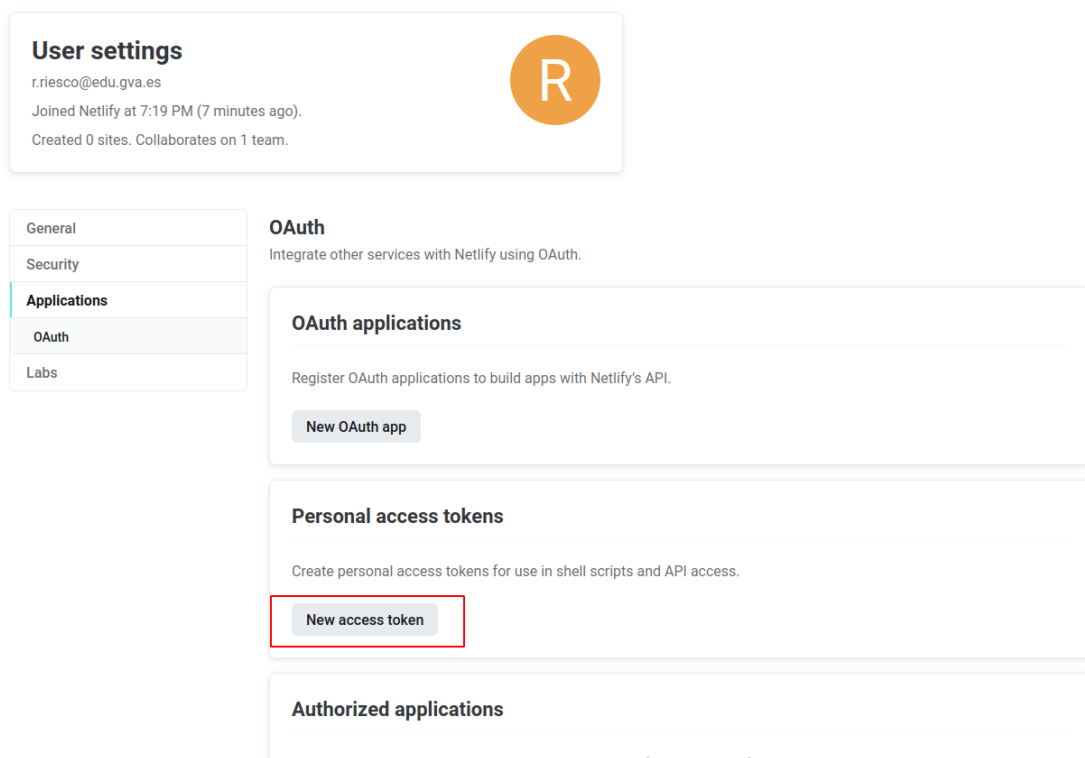 User settings
r.riesco@edu.gva.es
Joined Netlify at 7:19 PM (7 minutes ago).
Created 0 sites. Collaborates on 1 team.
R
General
Security
Applications
OAuth
Labs
OAuth
Integrate other services with Netlify using OAuth.
OAuth applications
Register OAuth applications to build apps with Netlify’s API.
New OAuth app
Personal access tokens
Create personal access tokens for use in shell scripts and API access.
New access token
Authorized applications